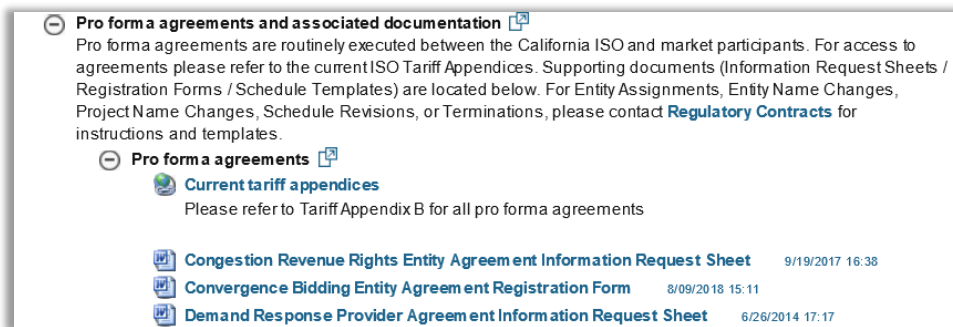 Pro forma agreements and associated documentation
Pro forma agreements are routinely executed between the California ISO and market participants. For access to
agreements please refer to the current ISO Tariff Appendices. Supporting documents (Information Request Sheets /
Registration Forms / Schedule Templates) are located below. For Entity Assignments, Entity Name Changes,
Project Name Changes, Schedule Revisions, or Terminations, please contact Regulatory Contracts for
instructions and templates.
Pro forma agreements
Current tariff appendices
Please refer to Tariff Appendix B for all pro forma agreements
Congestion Revenue Rights Entity Agreement Information Request Sheet 9/19/2017 16:38
Convergence Bidding Entity Agreement Registration Form 8/09/2018 15:11
Demand Response Provider Agreement Information Request Sheet 6/26/2014 17:17